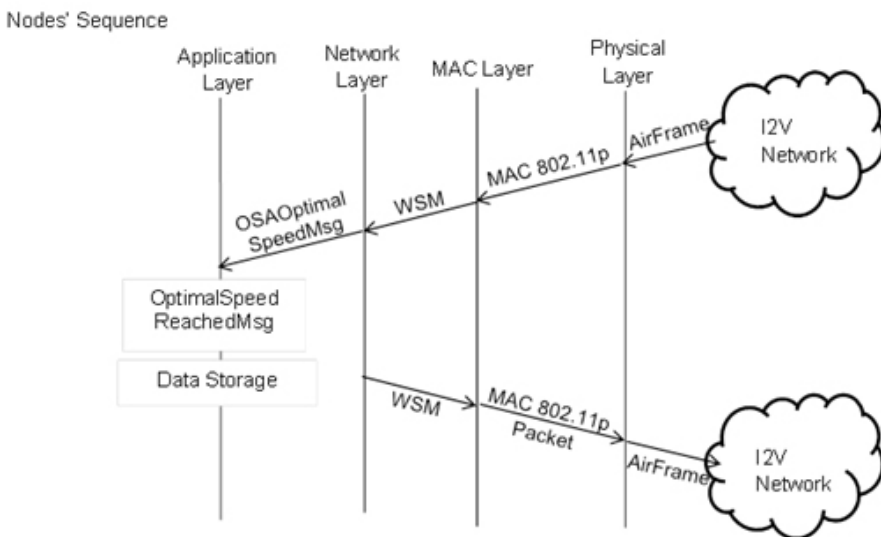 Nodes' Sequence
Application
Layer
Network
Layer
MAC Layer
Physical
Layer
I2V
Network
AirFrame
MAC 802.11p
WSM
OSAOptimal
SpeedMsg
OptimalSpeed
ReachedMsg
Data Storage
WSM
MAC 802.11p
Packet
AirFrame
I2V
Network